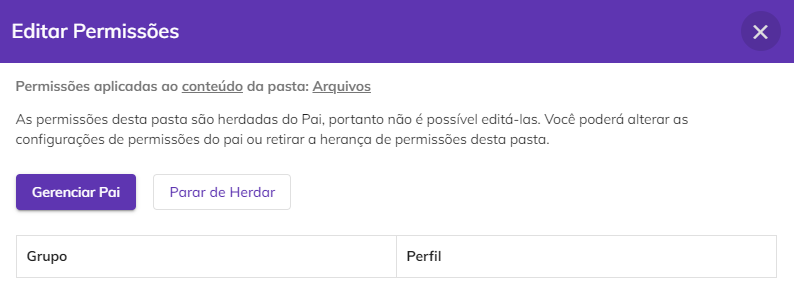 Editar Permissões
Permissões aplicadas ao conteúdo da pasta: Arquivos
As permissões desta pasta são herdadas do Pai, portanto não é possível editá-las. Você poderá alterar as
configurações de permissões do pai ou retirar a herança de permissões desta pasta.
Gerenciar Pai Parar de Herdar
Grupo Perfil